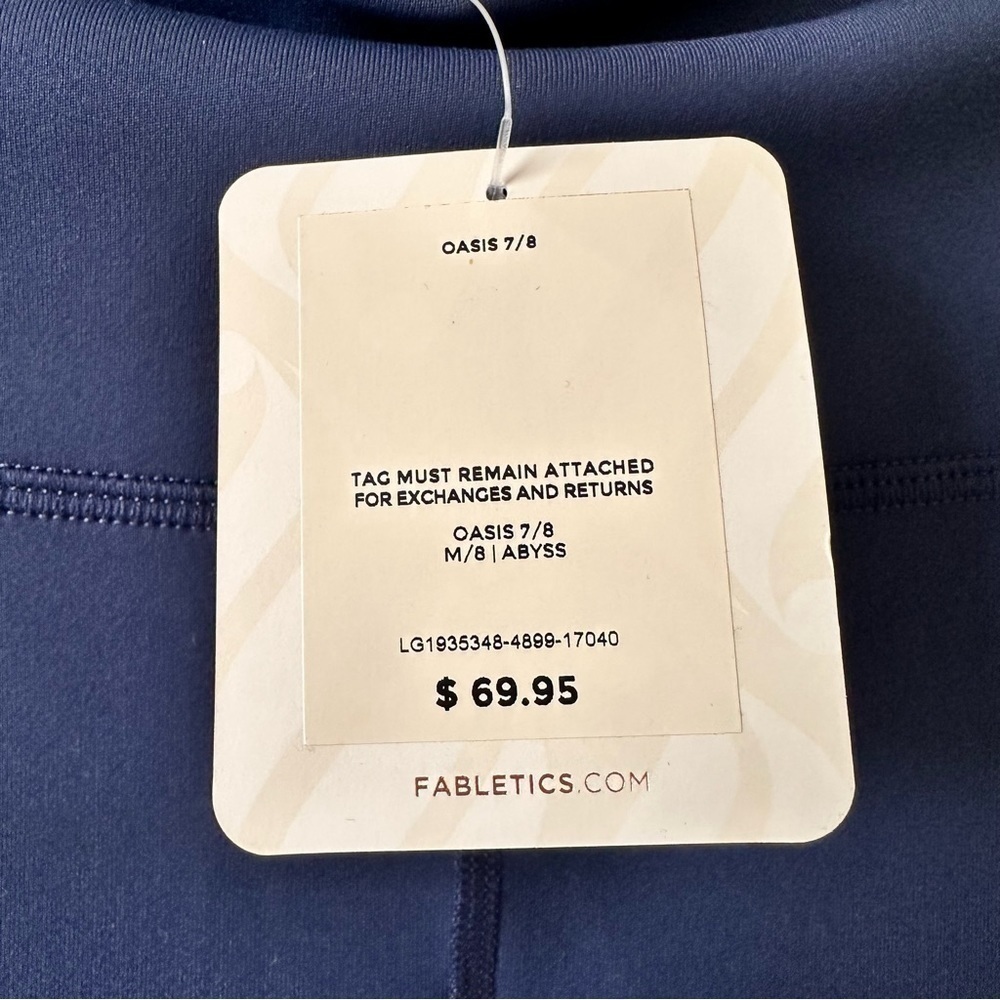 OASIS 7/8
TAG MUST REMAIN ATTACHED
FOR EXCHANGES AND RETURNS
OASIS 7/8
M/8 | ABYSS
LG1935348-4899-17040
$ 69.95
FABLETICS.COM